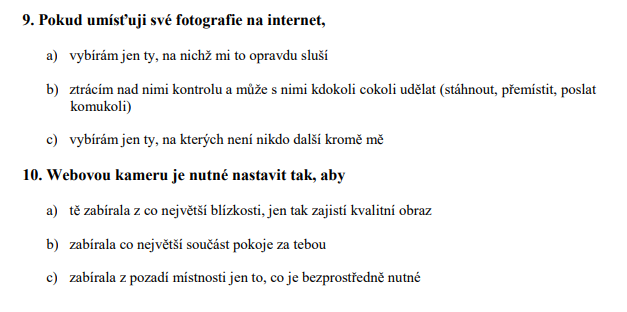 9. Pokud umísťuji své fotografie na internet,
a) vybírám jen ty, na nichž mi to opravdu sluší
b) ztrácím nad nimi kontrolu a může s nimi kdokoli cokoli udělat (stáhnout, přemístit, poslat
komukoli)
c) vybírám jen ty, na kterých není nikdo další kromě mě
10. Webovou kameru je nutné nastavit tak, aby
a) tě zabírala z co největší blízkosti, jen tak zajistí kvalitní obraz
b) zabírala co největší součást pokoje za tebou
c) zabírala z pozadí místnosti jen to, co je bezprostředně nutné